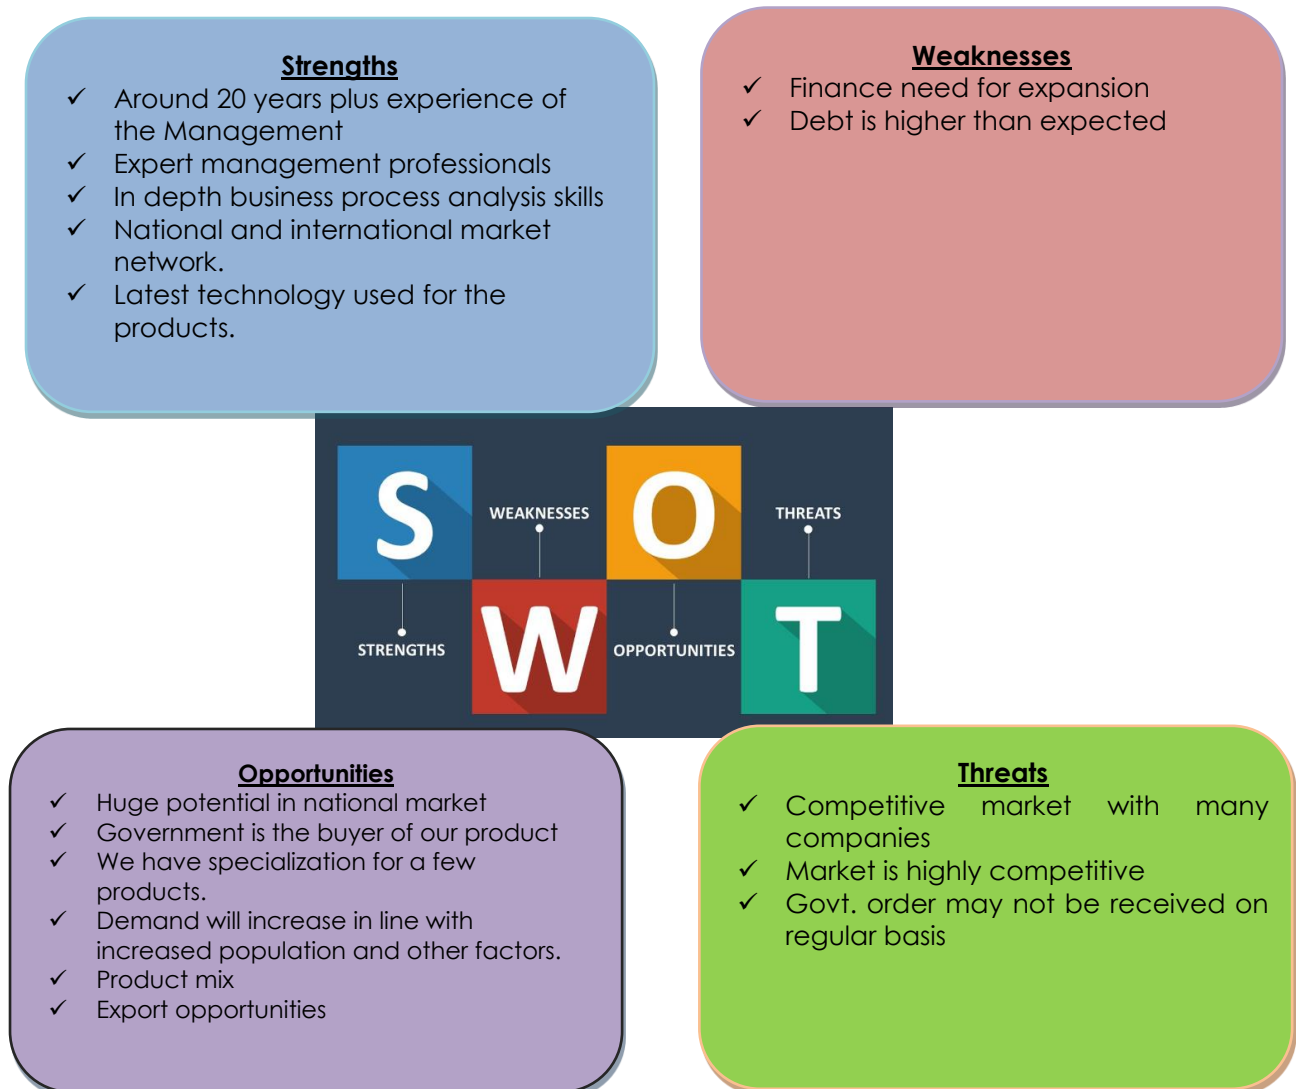 Strengths
✓ Around 20 years plus experience of
the Management
✓ Expert management professionals
✓ In depth business process analysis skills
✓ National and international market
network.
✓ Latest technology used for the
products.
Weaknesses
✓ Finance need for expansion
✓ Debt is higher than expected
S
WEAKNESSES
O
THREATS
STRENGTHS
W
OPPORTUNITIES
T
Opportunities
✓ Huge potential in national market
✓ Government is the buyer of our product
✓ We have specialization for a few
products.
✓ Demand will increase in line with
increased population and other factors.
✓ Product mix
✓ Export opportunities
Threats
✓ Competitive market with many
companies
✓ Market is highly competitive
✓ Govt. order may not be received on
regular basis